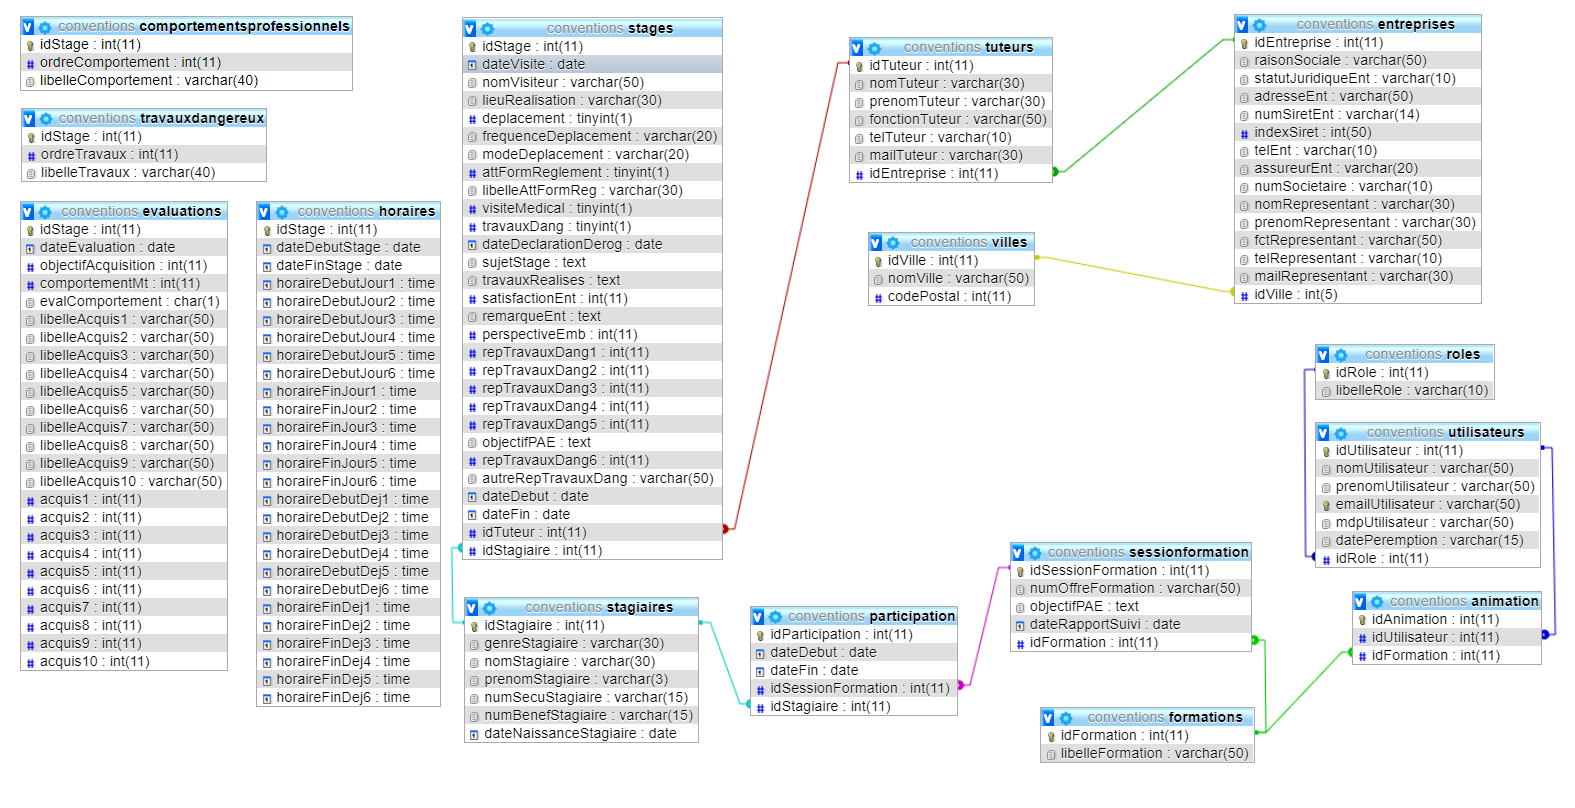 conventions comportementsprofessionnels
idStage : int(11)
ordreComportement : int(11)
libelleComportement : varchar(40)
conventions travauxdangereux
idStage : int(11)
ordreTravaux : int(11)
libelleTravaux : varchar(40)
conventions evaluations
idStage : int(11)
dateEvaluation : date
objectifAcquisition : int(11)
comportementMt : int(11)
evalComportement : char(1)
libelleAcquis1 : varchar(50)
libelleAcquis2 : varchar(50)
libelleAcquis3 : varchar(50)
libelleAcquis4 : varchar(50)
libelleAcquis5 : varchar(50)
libelleAcquis6 : varchar(50)
libelleAcquis7 : varchar(50)
libelleAcquis8 : varchar(50)
libelleAcquis9 : varchar(50)
libelleAcquis10 : varchar(50)
acquis1 : int(11)
acquis2 : int(11)
acquis3 : int(11)
acquis4 : int(11)
acquis5 : int(11)
acquis6 : int(11)
acquis7 : int(11)
acquis8 : int(11)
acquis9 : int(11)
acquis10 : int(11)
conventions horaires
idStage : int(11)
dateDebutStage : date
dateFinStage : date
horaireDebutJour1 : time
horaireDebutJour2 : time
horaireDebutJour3 : time
horaireDebutJour4 : time
horaireDebutJour5 : time
horaireDebutJour6 : time
horaireFinJour1 : time
horaireFinJour2 : time
horaireFinJour3 : time
horaireFinJour4 : time
horaireFinJour5 : time
horaireFinJour6 : time
horaireDebutDej1 : time
horaireDebutDej2 : time
horaireDebutDej3 : time
horaireDebutDej4 : time
horaireDebutDej5 : time
horaireDebutDej6 : time
horaireFinDej1 : time
horaireFinDej2 : time
horaireFinDej3 : time
horaireFinDej4 : time
horaireFinDej5 : time
horaireFinDej6 : time
conventions stages
idStage : int(11)
dateVisite : date
nomVisiteur : varchar(50)
lieuRealisation : varchar(30)
deplacement : tinyint(1)
frequenceDeplacement : varchar(20)
modeDeplacement : varchar(20)
attFormReglement : tinyint(1)
libelleAttFormReg : varchar(30)
visiteMedical : tinyint(1)
travauxDang : tinyint(1)
dateDeclarationDerog : date
sujetStage : text
travauxRealises : text
satisfactionEnt : int(11)
remarqueEnt : text
perspectiveEmb : int(11)
repTravauxDang1 : int(11)
repTravauxDang2 : int(11)
repTravauxDang3 : int(11)
repTravauxDang4 : int(11)
repTravauxDang5 : int(11)
objectifPAE : text
repTravauxDang6 : int(11)
autreRepTravauxDang : varchar(50)
dateDebut : date
dateFin : date
idTuteur : int(11)
idStagiaire : int(11)
conventions stagiaires
idStagiaire : int(11)
genreStagiaire : varchar(30)
nomStagiaire : varchar(30)
prenomStagiaire : varchar(3)
numSecuStagiaire : varchar(15)
numBenefStagiaire : varchar(15)
dateNaissanceStagiaire : date
conventions tuteurs
idTuteur : int(11)
nomTuteur : varchar(30)
prenomTuteur : varchar(30)
fonctionTuteur : varchar(50)
telTuteur : varchar(10)
mailTuteur : varchar(30)
idEntreprise : int(11)
conventions villes
idVille : int(11)
nomVille : varchar(50)
codePostal : int(11)
conventions participation
idParticipation : int(11)
dateDebut : date
dateFin : date
idSessionFormation : int(11)
idStagiaire : int(11)
conventions sessionformation
idSessionFormation : int(11)
numOffreFormation : varchar(50)
objectifPAE : text
dateRapportSuivi : date
idFormation : int(11)
conventions formations
idFormation : int(11)
libelleFormation : varchar(50)
conventions entreprises
idEntreprise : int(11)
raisonSociale : varchar(50)
statutJuridiqueEnt : varchar(10)
adresseEnt : varchar(50)
numSiretEnt : varchar(14)
indexSiret : int(50)
telEnt : varchar(10)
assureurEnt : varchar(20)
numSocietaire : varchar(10)
nomRepresentant : varchar(30)
prenomRepresentant : varchar(30)
fctRepresentant : varchar(50)
telRepresentant : varchar(10)
mailRepresentant : varchar(30)
idVille : int(5)
conventions roles
idRole : int(11)
libelleRole : varchar(10)
conventions utilisateurs
idUtilisateur : int(11)
nomUtilisateur : varchar(50)
prenomUtilisateur : varchar(50)
emailUtilisateur : varchar(50)
mdpUtilisateur : varchar(50)
datePeremption : varchar(15)
idRole : int(11)
conventions animation
idAnimation : int(11)
idUtilisateur : int(11)
idFormation : int(11)